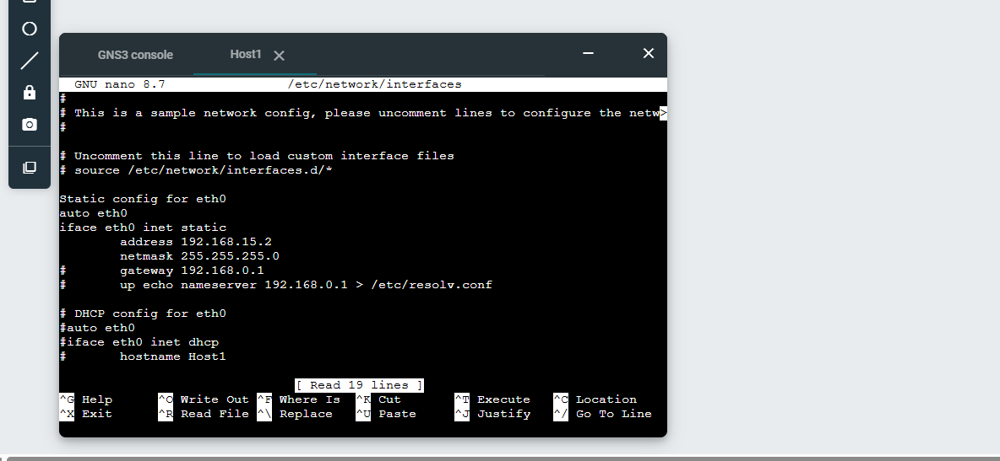 GNS3 console Host1
GNU nano 8.7 /etc/network/interfaces
#
# This is a sample network config, please uncomment lines to configure the netw>
#
# Uncomment this line to load custom interface files
# source /etc/network/interfaces.d/*
Static config for eth0
auto eth0
iface eth0 inet static
address 192.168.15.2
netmask 255.255.255.0
# gateway 192.168.0.1
# up echo nameserver 192.168.0.1 > /etc/resolv.conf
# DHCP config for eth0
#auto eth0
#iface eth0 inet dhcp
# hostname Host1
[ Read 19 lines ]
^G Help ^O Write Out ^F Where Is ^K Cut ^T Execute ^C Location
^X Exit ^R Read File ^\ Replace ^U Paste ^J Justify ^/ Go To Line